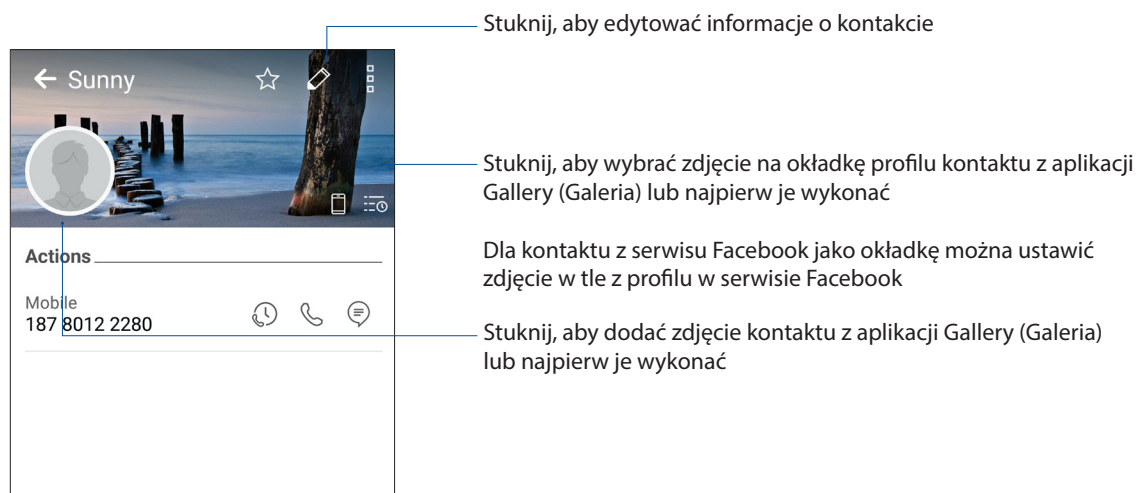 Stuknij, aby edytować informacje o kontakcie
Sunny
Stuknij, aby wybrać zdjęcie na okładkę profilu kontaktu z aplikacji
Gallery (Galeria) lub najpierw je wykonać
Dla kontaktu z serwisu Facebook jako okładkę można ustawić
zdjęcie w tle z profilu w serwisie Facebook
Actions
Mobile
187 8012 2280
Stuknij, aby dodać zdjęcie kontaktu z aplikacji Gallery (Galeria)
lub najpierw je wykonać